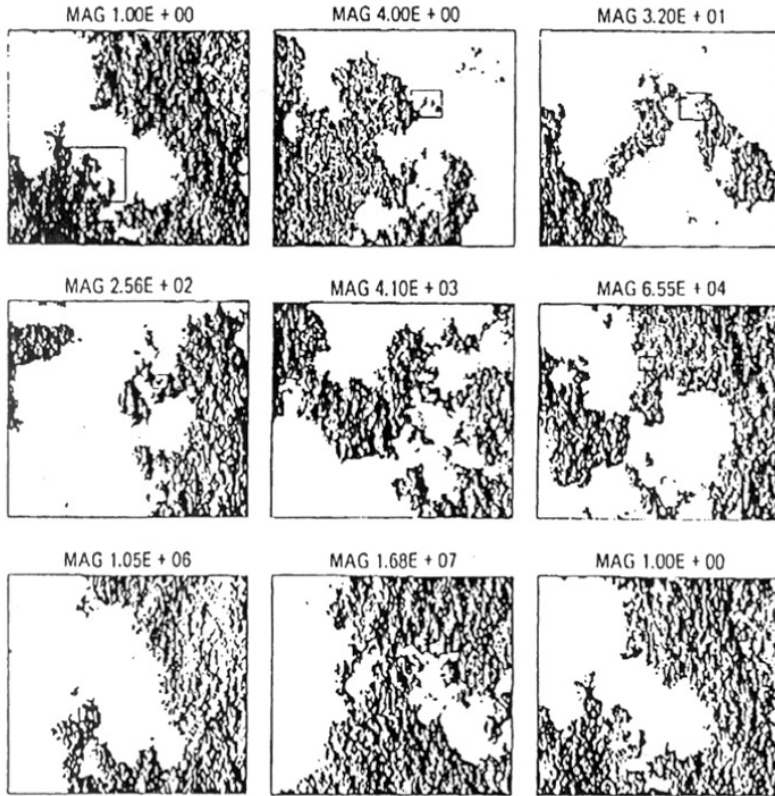 MAG 1.00E + 00
MAG 4.00E + 00
MAG 3.20E + 01
MAG 2.56E + 02
MAG 4.10E + 03
MAG 6.55E + 04
MAG 1.05E + 06
MAG 1.68E + 07
MAG 1.00E + 00